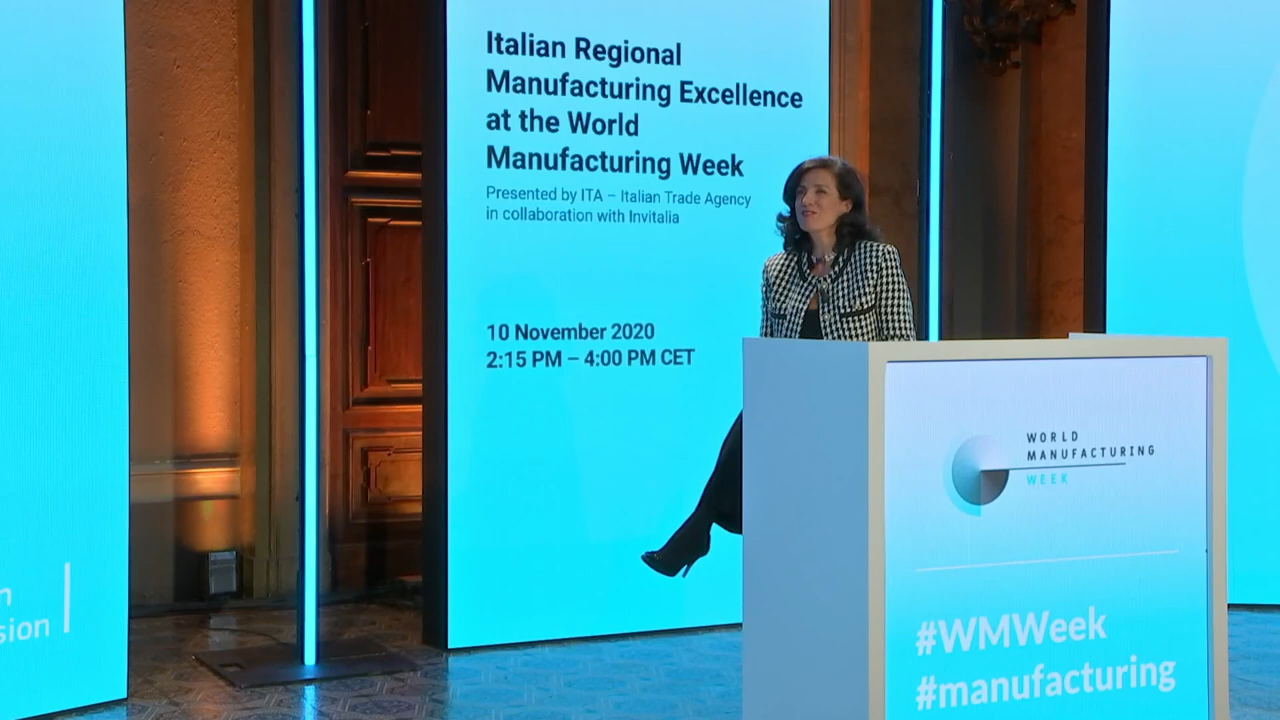 Italian Regional
Manufacturing Excellence
at the World
Manufacturing Week
Presented by ITA – Italian Trade Agency
in collaboration with Invitalia
10 November 2020
2:15 PM – 4:00 PM CET
WORLD
MANUFACTURING
WEEK
#WMWeek
#manufacturing